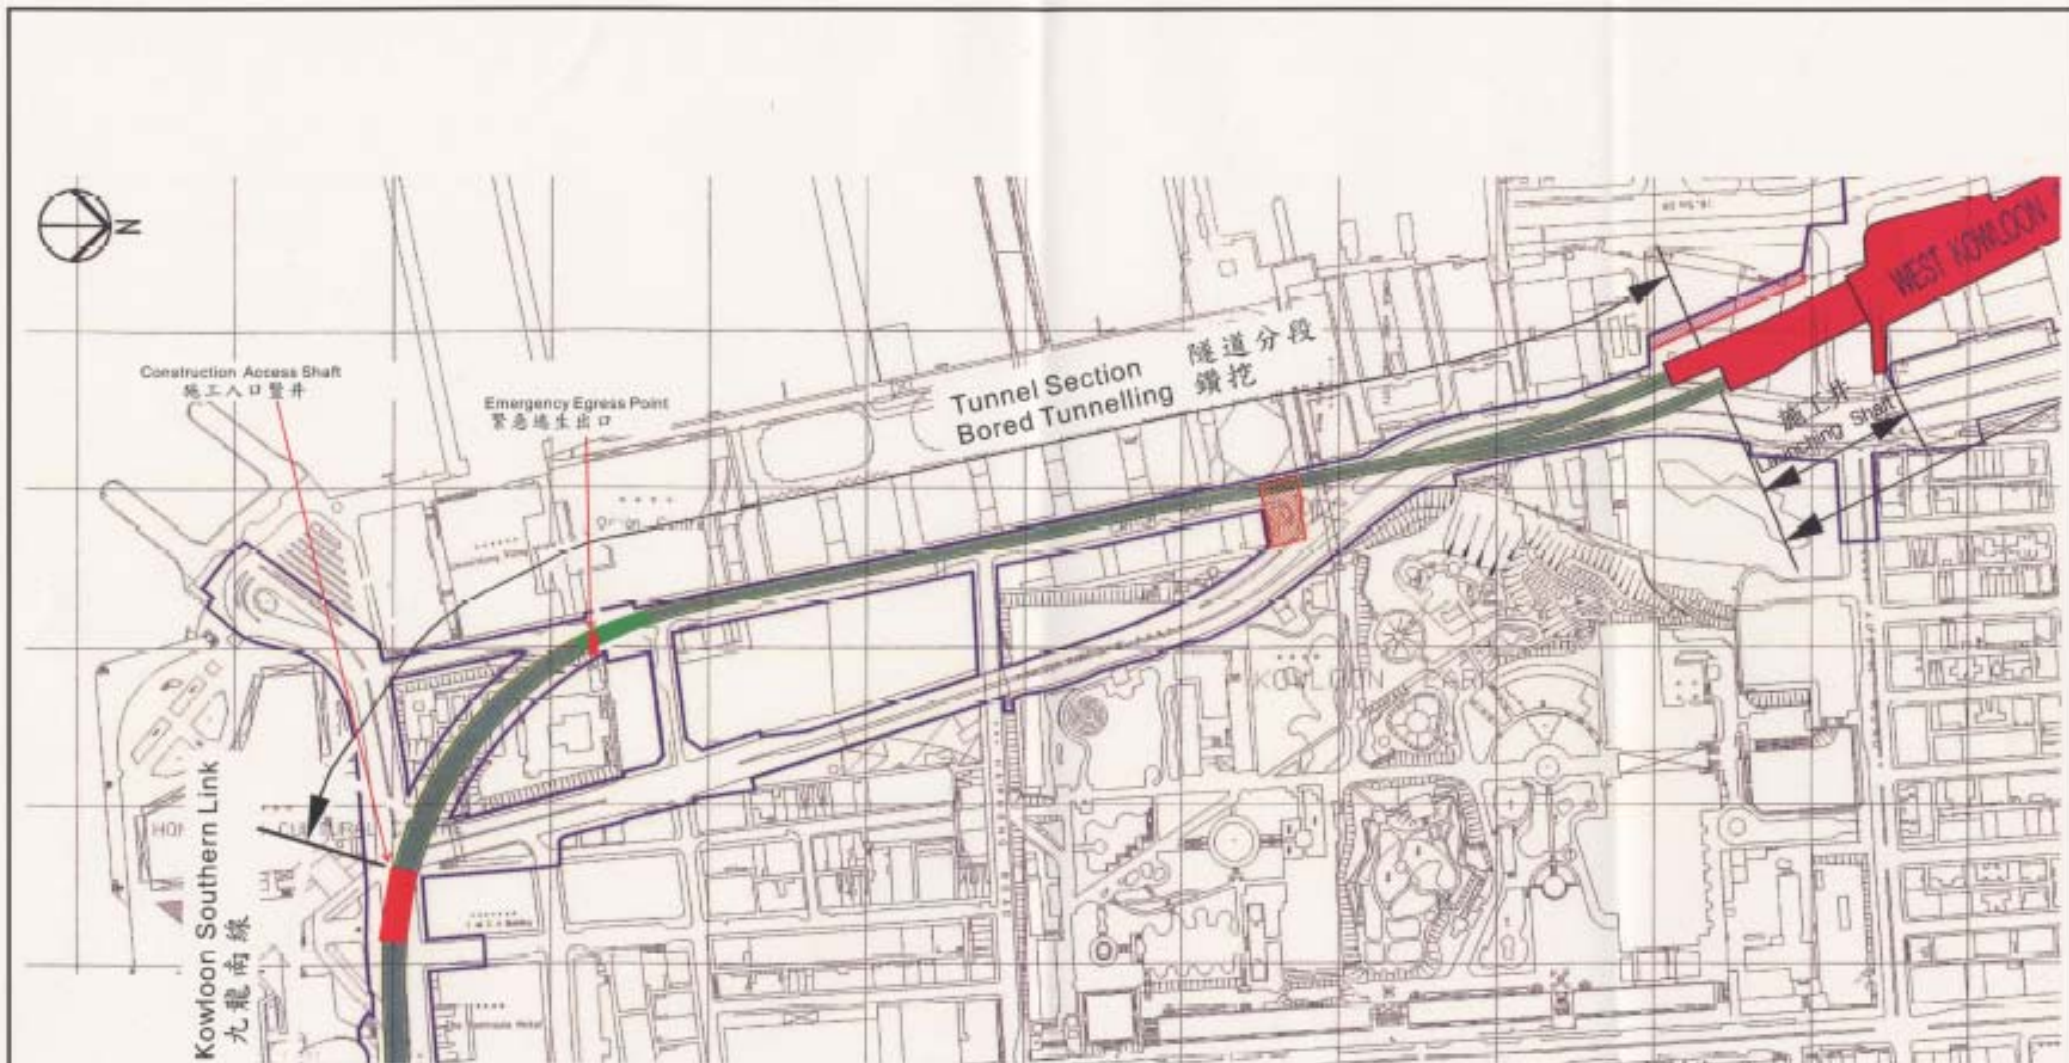 N
WEST KOWLOON
Construction Access Shaft
施工入口豎井
Emergency Egress Point
緊急逃生出口
Tunnel Section
Bored Tunnelling
隧道分段
鑽挖
施工井
Launching Shaft
KOWLOON PARK
CULTURAL
Kowloon Southern Link
九龍南線